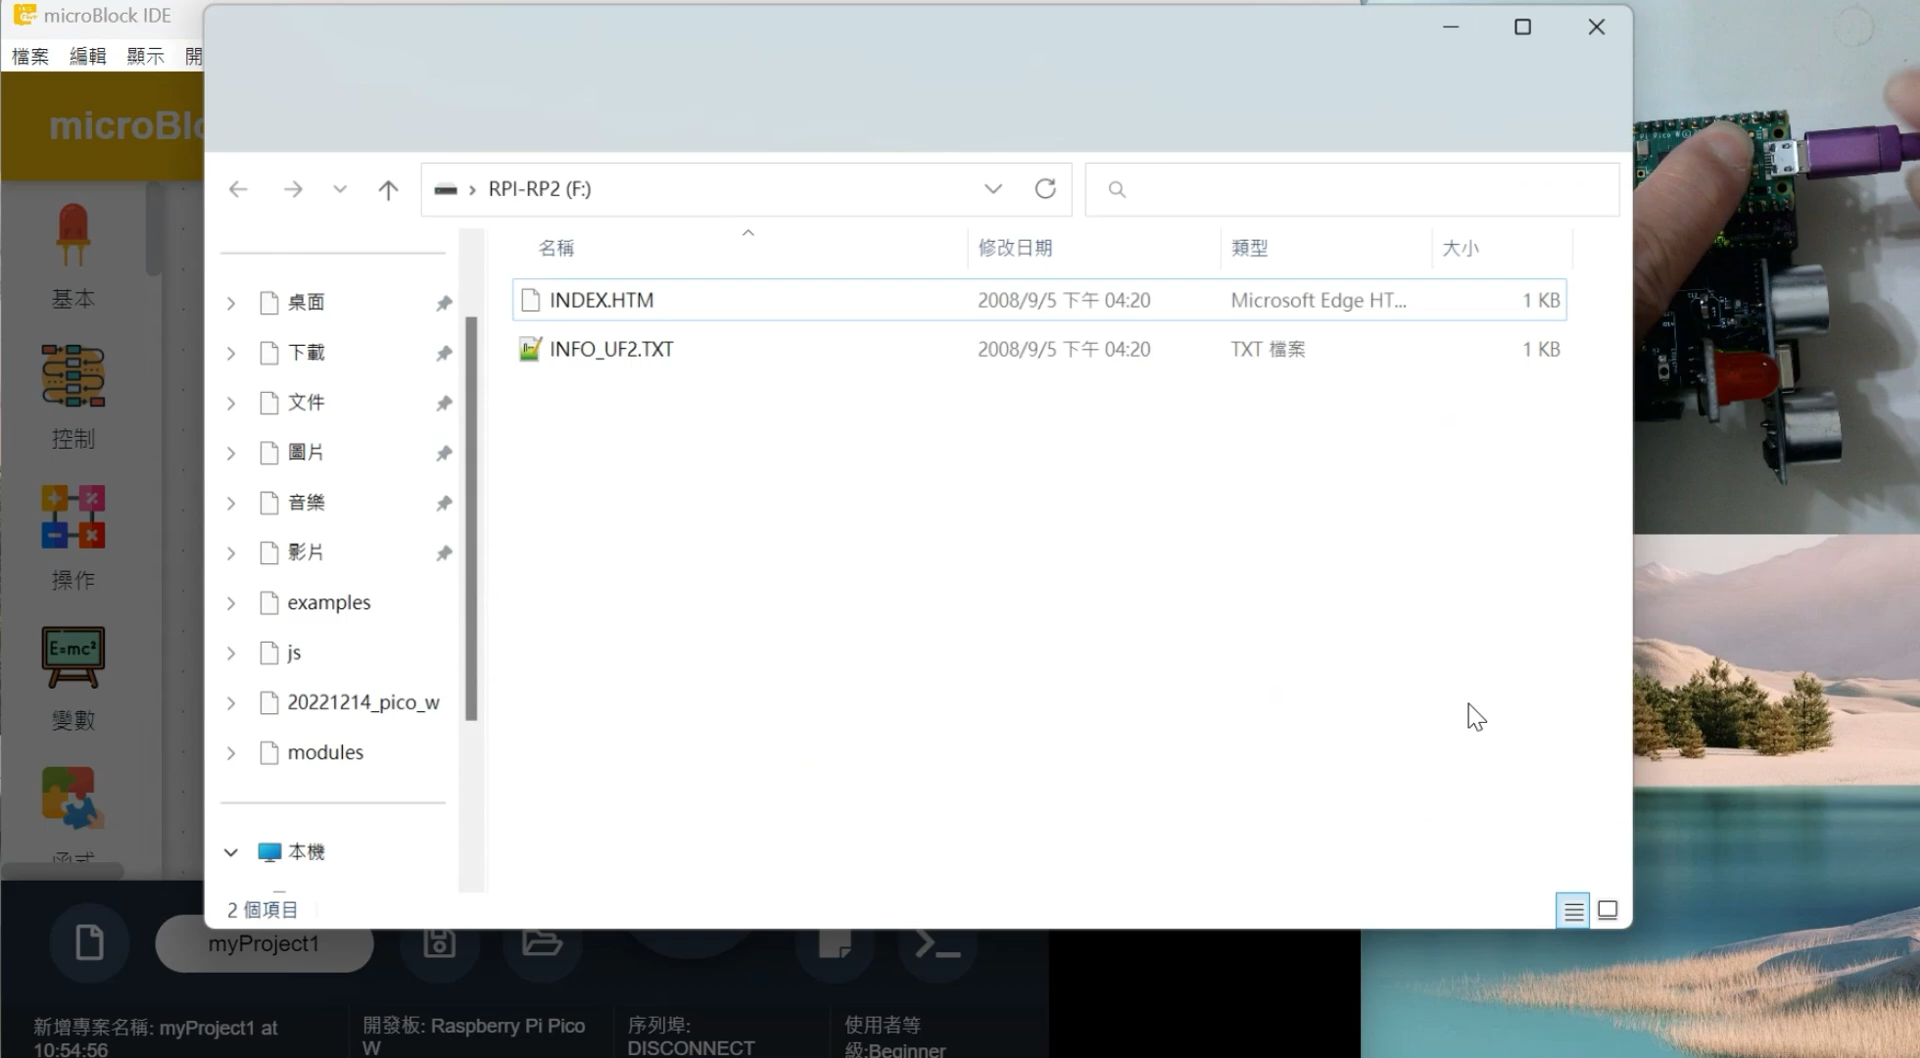 microBlock IDE
檔案 編輯 顯示 開
microBlo
基本
控制
操作
E=mc²
變數
函式
RPI-RP2 (F:)
名稱 修改日期 類型 大小
INDEX.HTM 2008/9/5 下午 04:20 Microsoft Edge HT... 1 KB
INFO_UF2.TXT 2008/9/5 下午 04:20 TXT 檔案 1 KB
桌面
下載
文件
圖片
音樂
影片
examples
js
20221214_pico_w
modules
本機
2 個項目
myProject1
新增專案名稱: myProject1 at
10:54:56
開發板: Raspberry Pi Pico
W
序列埠:
DISCONNECT
使用者等
級:Beginner